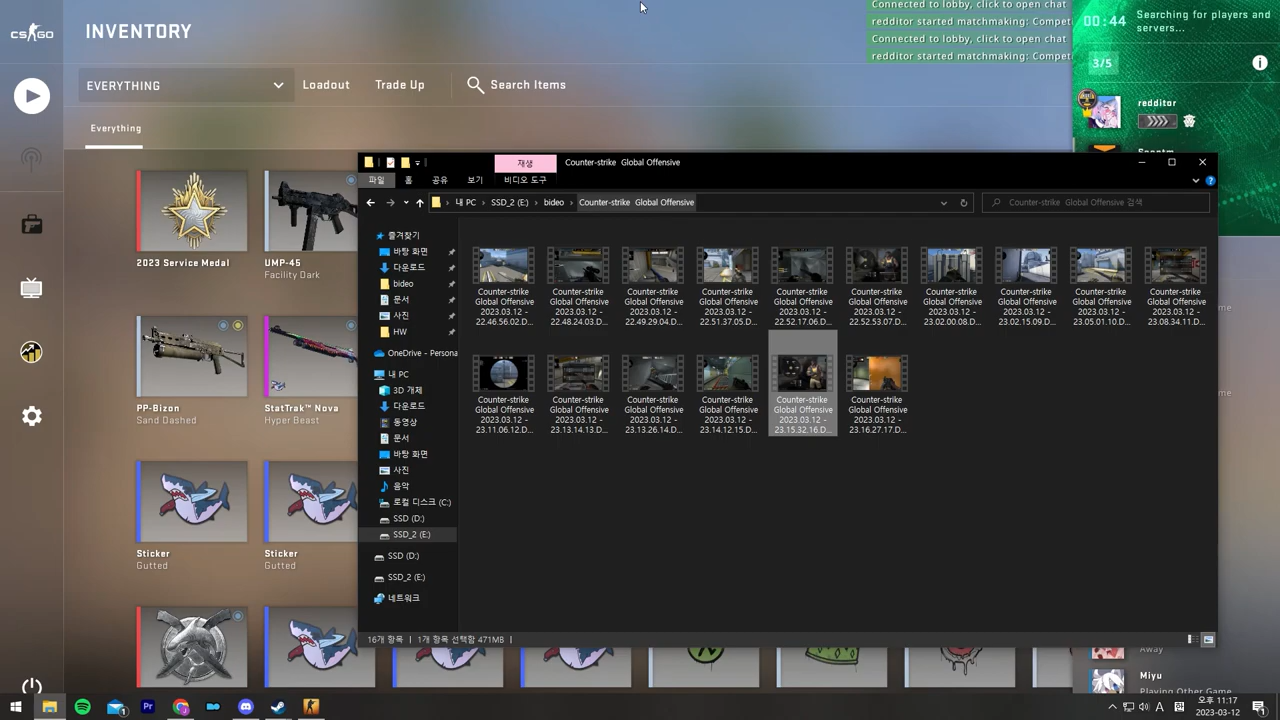 CS:GO
INVENTORY
EVERYTHING
Loadout
Trade Up
Search Items
Everything
Connected to lobby, click to open chat
redditor started matchmaking: Compet
Connected to lobby, click to open chat
redditor started matchmaking: Compet
00:44
Searching for players and
servers...
3/5
redditor
2023 Service Medal
UMP-45
Facility Dark
PP-Bizon
Sand Dashed
StatTrak™ Nova
Hyper Beast
Sticker
Gutted
Sticker
Gutted
재생
Counter-strike Global Offensive
파일
홈
공유
보기
비디오 도구
내 PC
SSD_2 (E:)
bideo
Counter-strike Global Offensive
Counter-strike Global Offensive 검색
즐겨찾기
바탕 화면
다운로드
bideo
문서
사진
HW
OneDrive - Persona
내 PC
3D 개체
다운로드
동영상
문서
바탕 화면
사진
음악
로컬 디스크 (C:)
SSD (D:)
SSD_2 (E:)
SSD (D:)
SSD_2 (E:)
네트워크
Counter-strike
Global Offensive
2023.03.12 -
22.46.56.02.D...
Counter-strike
Global Offensive
2023.03.12 -
22.48.24.03.D...
Counter-strike
Global Offensive
2023.03.12 -
22.49.29.04.D...
Counter-strike
Global Offensive
2023.03.12 -
22.51.37.05.D...
Counter-strike
Global Offensive
2023.03.12 -
22.52.17.06.D...
Counter-strike
Global Offensive
2023.03.12 -
22.52.53.07.D...
Counter-strike
Global Offensive
2023.03.12 -
23.02.00.08.D...
Counter-strike
Global Offensive
2023.03.12 -
23.02.15.09.D...
Counter-strike
Global Offensive
2023.03.12 -
23.05.01.10.D...
Counter-strike
Global Offensive
2023.03.12 -
23.08.34.11.D...
Counter-strike
Global Offensive
2023.03.12 -
23.11.06.12.D...
Counter-strike
Global Offensive
2023.03.12 -
23.13.14.13.D...
Counter-strike
Global Offensive
2023.03.12 -
23.13.26.14.D...
Counter-strike
Global Offensive
2023.03.12 -
23.14.12.15.D...
Counter-strike
Global Offensive
2023.03.12 -
23.15.32.16.D...
Counter-strike
Global Offensive
2023.03.12 -
23.16.27.17.D...
16개 항목
1개 항목 선택함 471MB
me
me
Away
Miyu
Playing Other Game
Pr
A
오후 11:17
2023-03-12